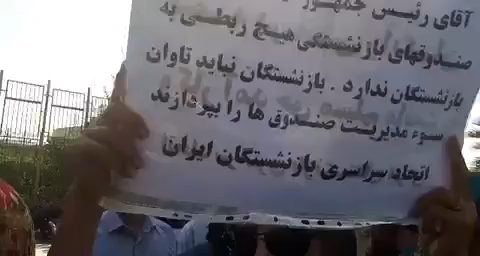 آقای رئیس جمهور
صندوقهای بازنشستگی هیچ ربطی به
بازنشستگان ندارد . بازنشستگان نباید تاوان
سوء مدیریت صندوق ها را بپردازند
اتحاد سراسری بازنشستگان ایران